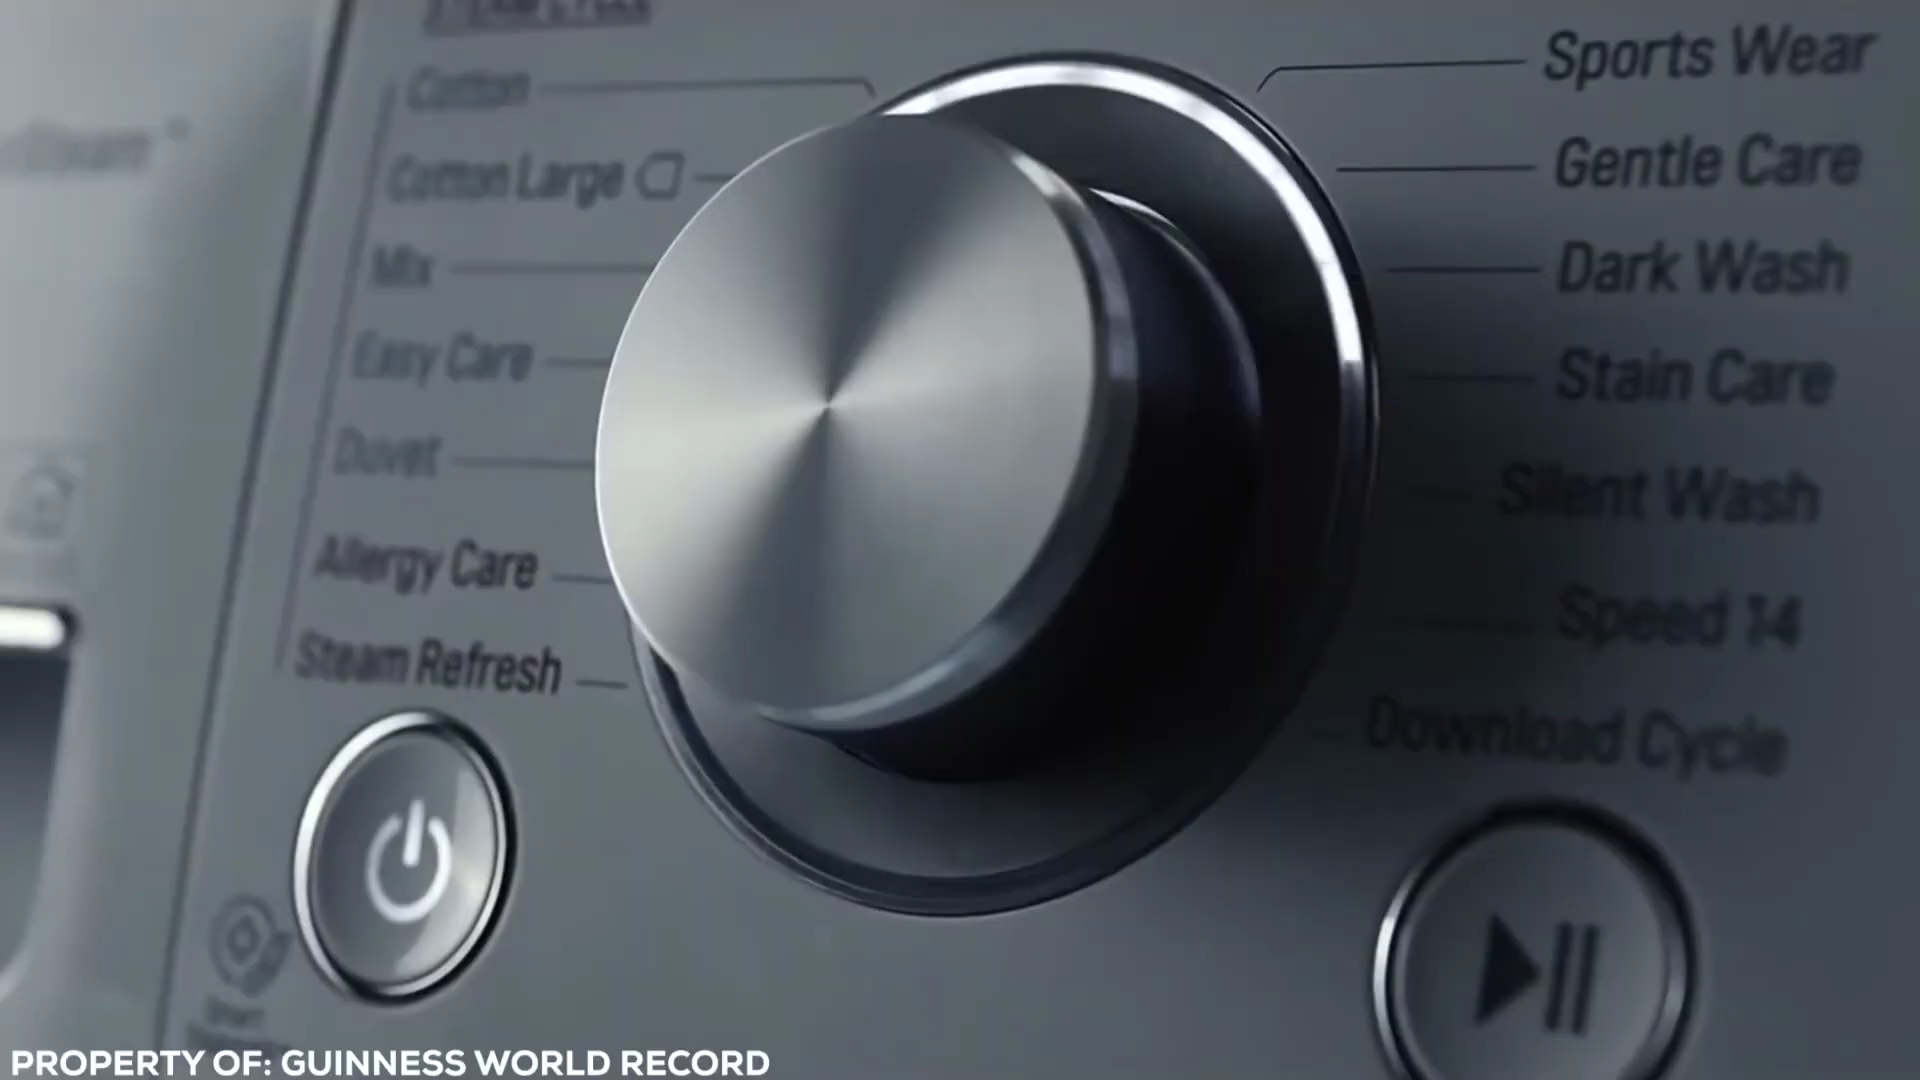 Cotton
Cotton Large
Mix
Easy Care
Duvet
Allergy Care
Steam Refresh
Sports Wear
Gentle Care
Dark Wash
Stain Care
Silent Wash
Speed 14
Download Cycle
PROPERTY OF: GUINNESS WORLD RECORD